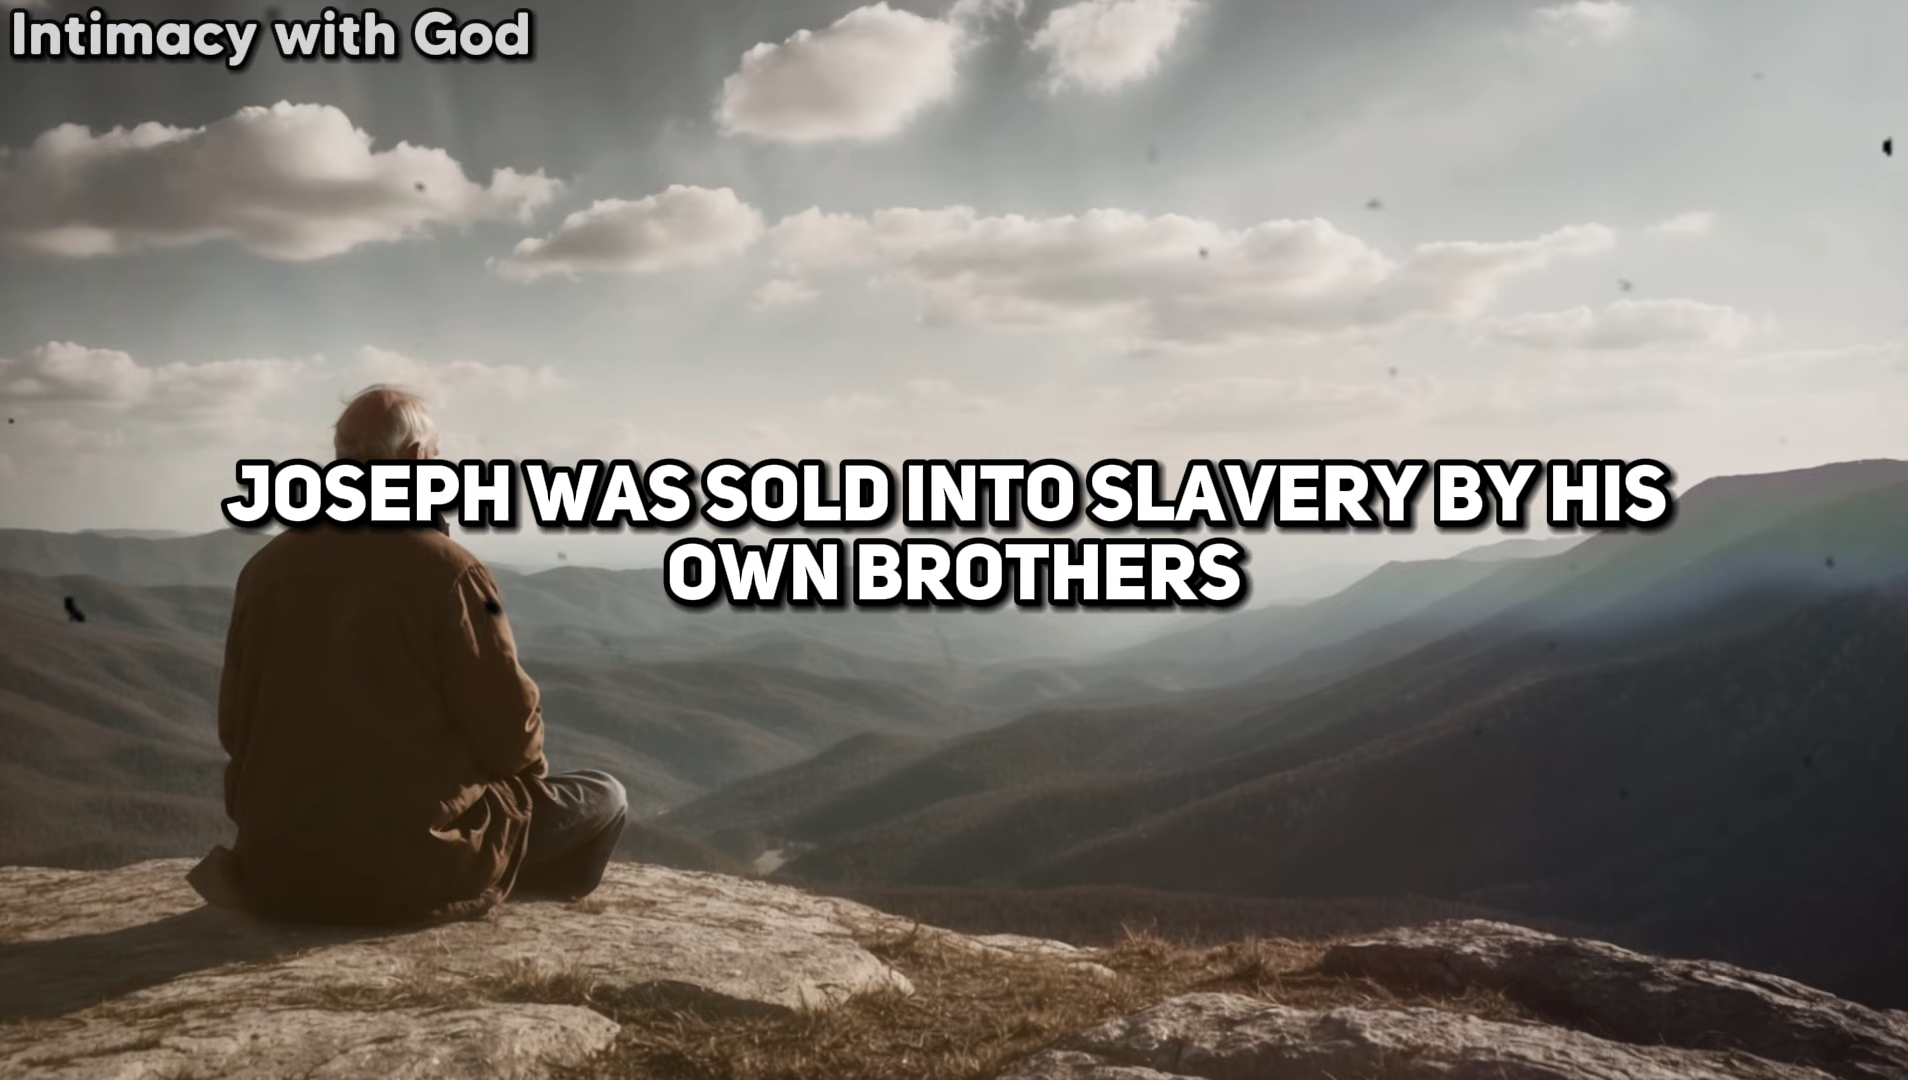 Intimacy with God
JOSEPH WAS SOLD INTO SLAVERY BY HIS
OWN BROTHERS